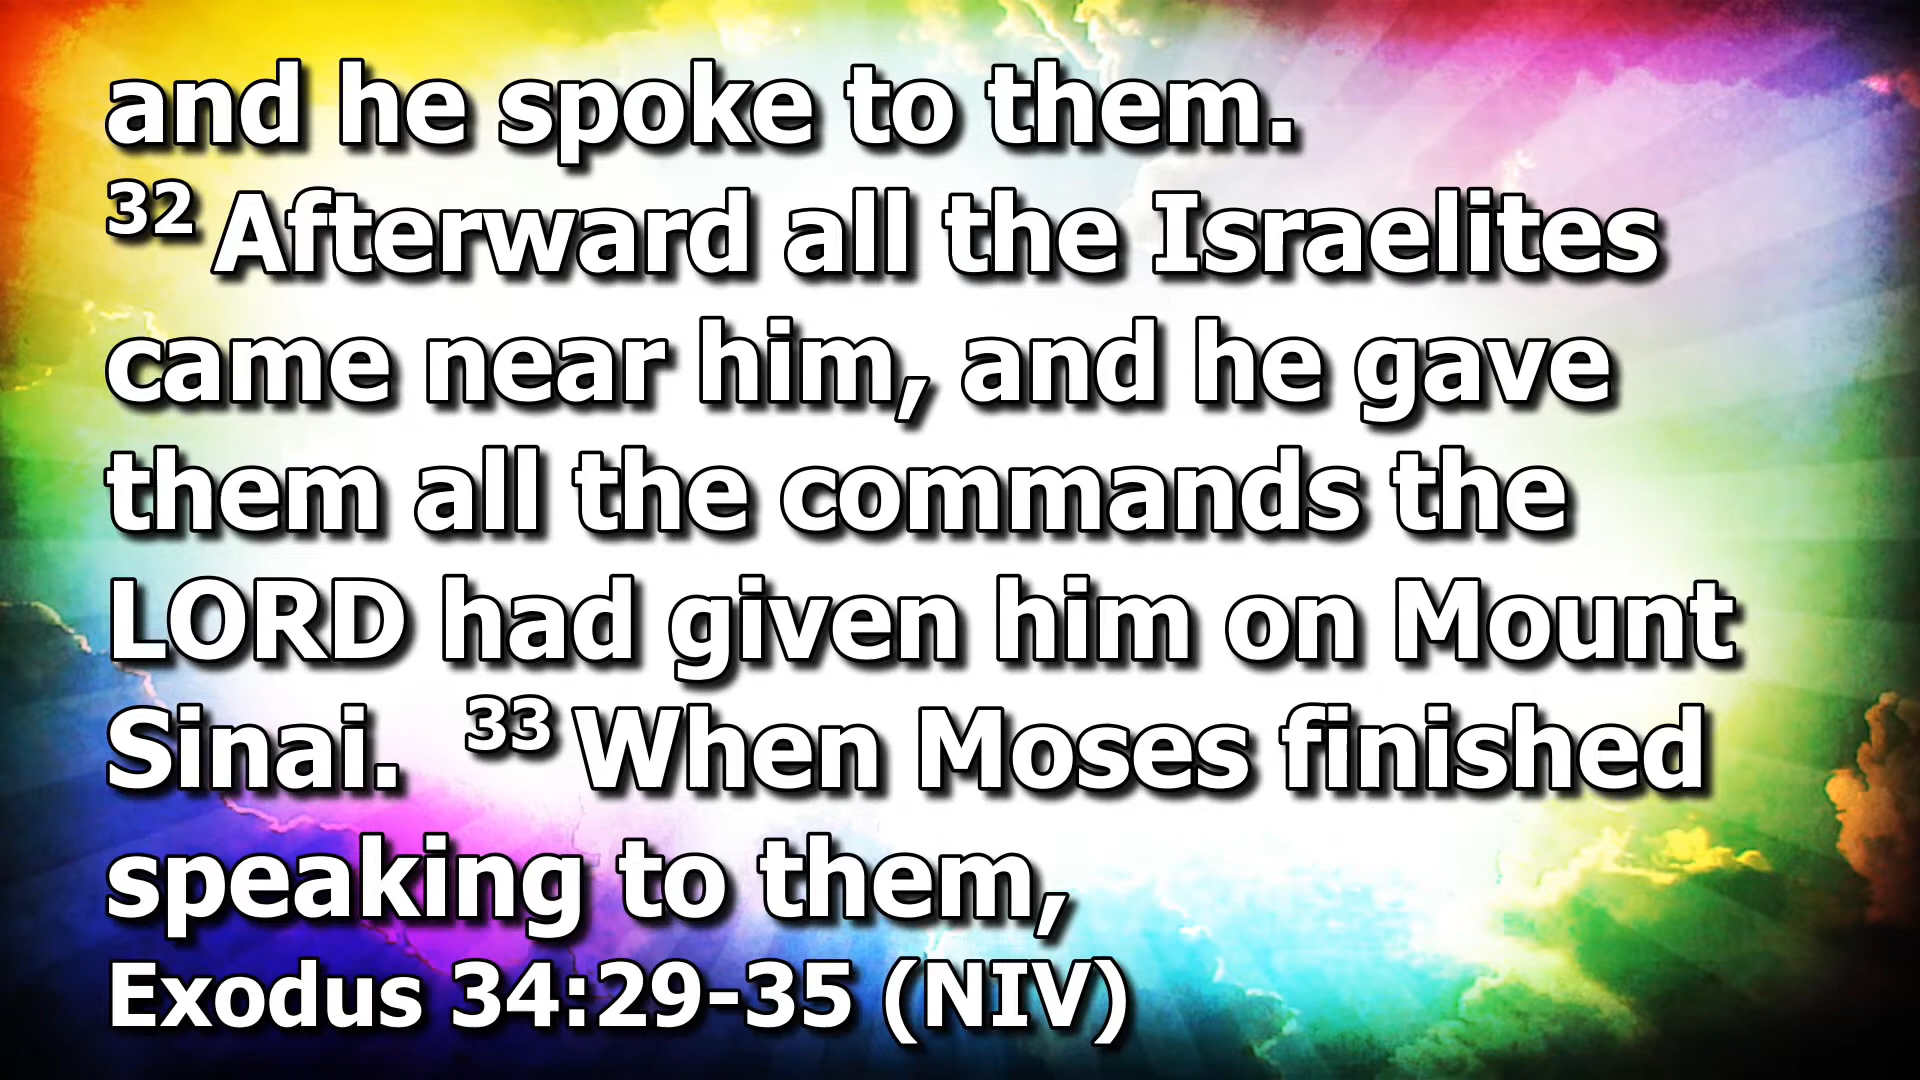 and he spoke to them.
32 Afterward all the Israelites
came near him, and he gave
them all the commands the
LORD had given him on Mount
Sinai.  33 When Moses finished
speaking to them,
Exodus 34:29-35 (NIV)